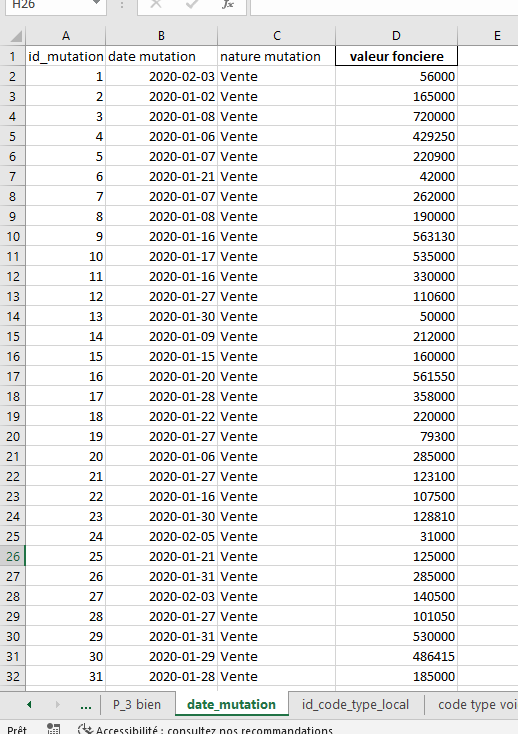 H26
A B C D E
1 id_mutation date mutation nature mutation valeur fonciere
2 1 2020-02-03 Vente 56000
3 2 2020-01-02 Vente 165000
4 3 2020-01-08 Vente 720000
5 4 2020-01-06 Vente 429250
6 5 2020-01-07 Vente 220900
7 6 2020-01-21 Vente 42000
8 7 2020-01-07 Vente 262000
9 8 2020-01-08 Vente 190000
10 9 2020-01-16 Vente 563130
11 10 2020-01-17 Vente 535000
12 11 2020-01-16 Vente 330000
13 12 2020-01-27 Vente 110600
14 13 2020-01-30 Vente 50000
15 14 2020-01-09 Vente 212000
16 15 2020-01-15 Vente 160000
17 16 2020-01-20 Vente 561550
18 17 2020-01-28 Vente 358000
19 18 2020-01-22 Vente 220000
20 19 2020-01-27 Vente 79300
21 20 2020-01-06 Vente 285000
22 21 2020-01-27 Vente 123100
23 22 2020-01-16 Vente 107500
24 23 2020-01-30 Vente 128810
25 24 2020-02-05 Vente 31000
26 25 2020-01-21 Vente 125000
27 26 2020-01-31 Vente 285000
28 27 2020-02-03 Vente 140500
29 28 2020-01-27 Vente 101050
30 29 2020-01-31 Vente 530000
31 30 2020-01-29 Vente 486415
32 31 2020-01-28 Vente 185000
... P_3 bien date_mutation id_code_type_local code type voi
Prêt Accessibilité : consultez nos recommandations